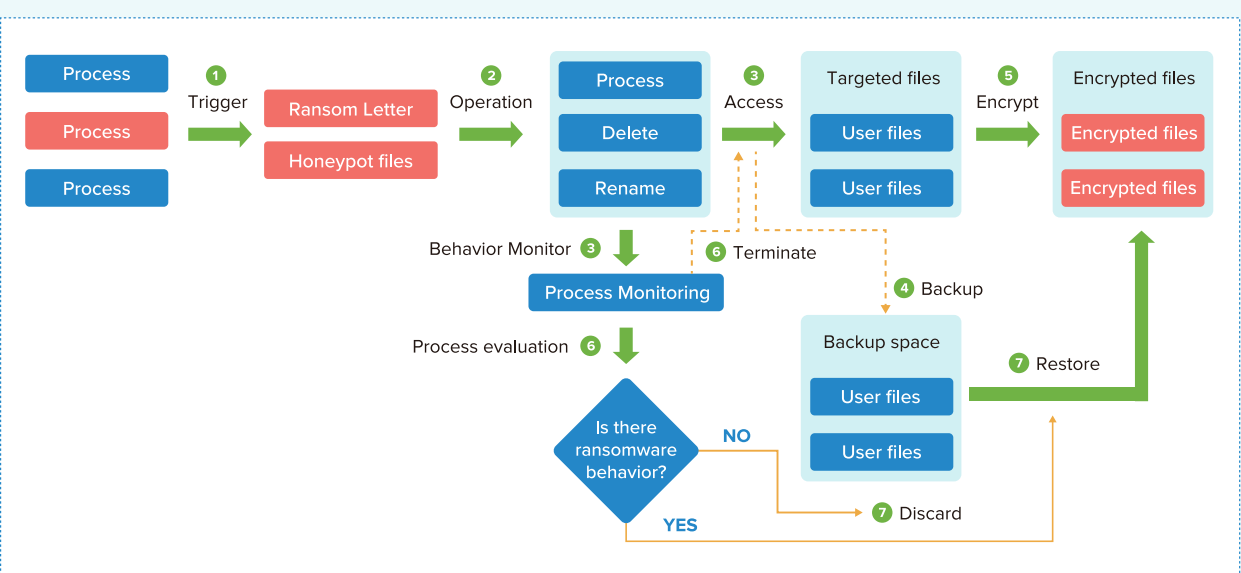 Process
Process
Process
1
Trigger
Ransom Letter
Honeypot files
2
Operation
Process
Delete
Rename
3
Access
Targeted files
User files
User files
5
Encrypt
Encrypted files
Encrypted files
Encrypted files
Behavior Monitor 3
6 Terminate
Process Monitoring
4 Backup
Process evaluation 6
Backup space
User files
User files
7 Restore
Is there
ransomware
behavior?
NO
7 Discard
YES